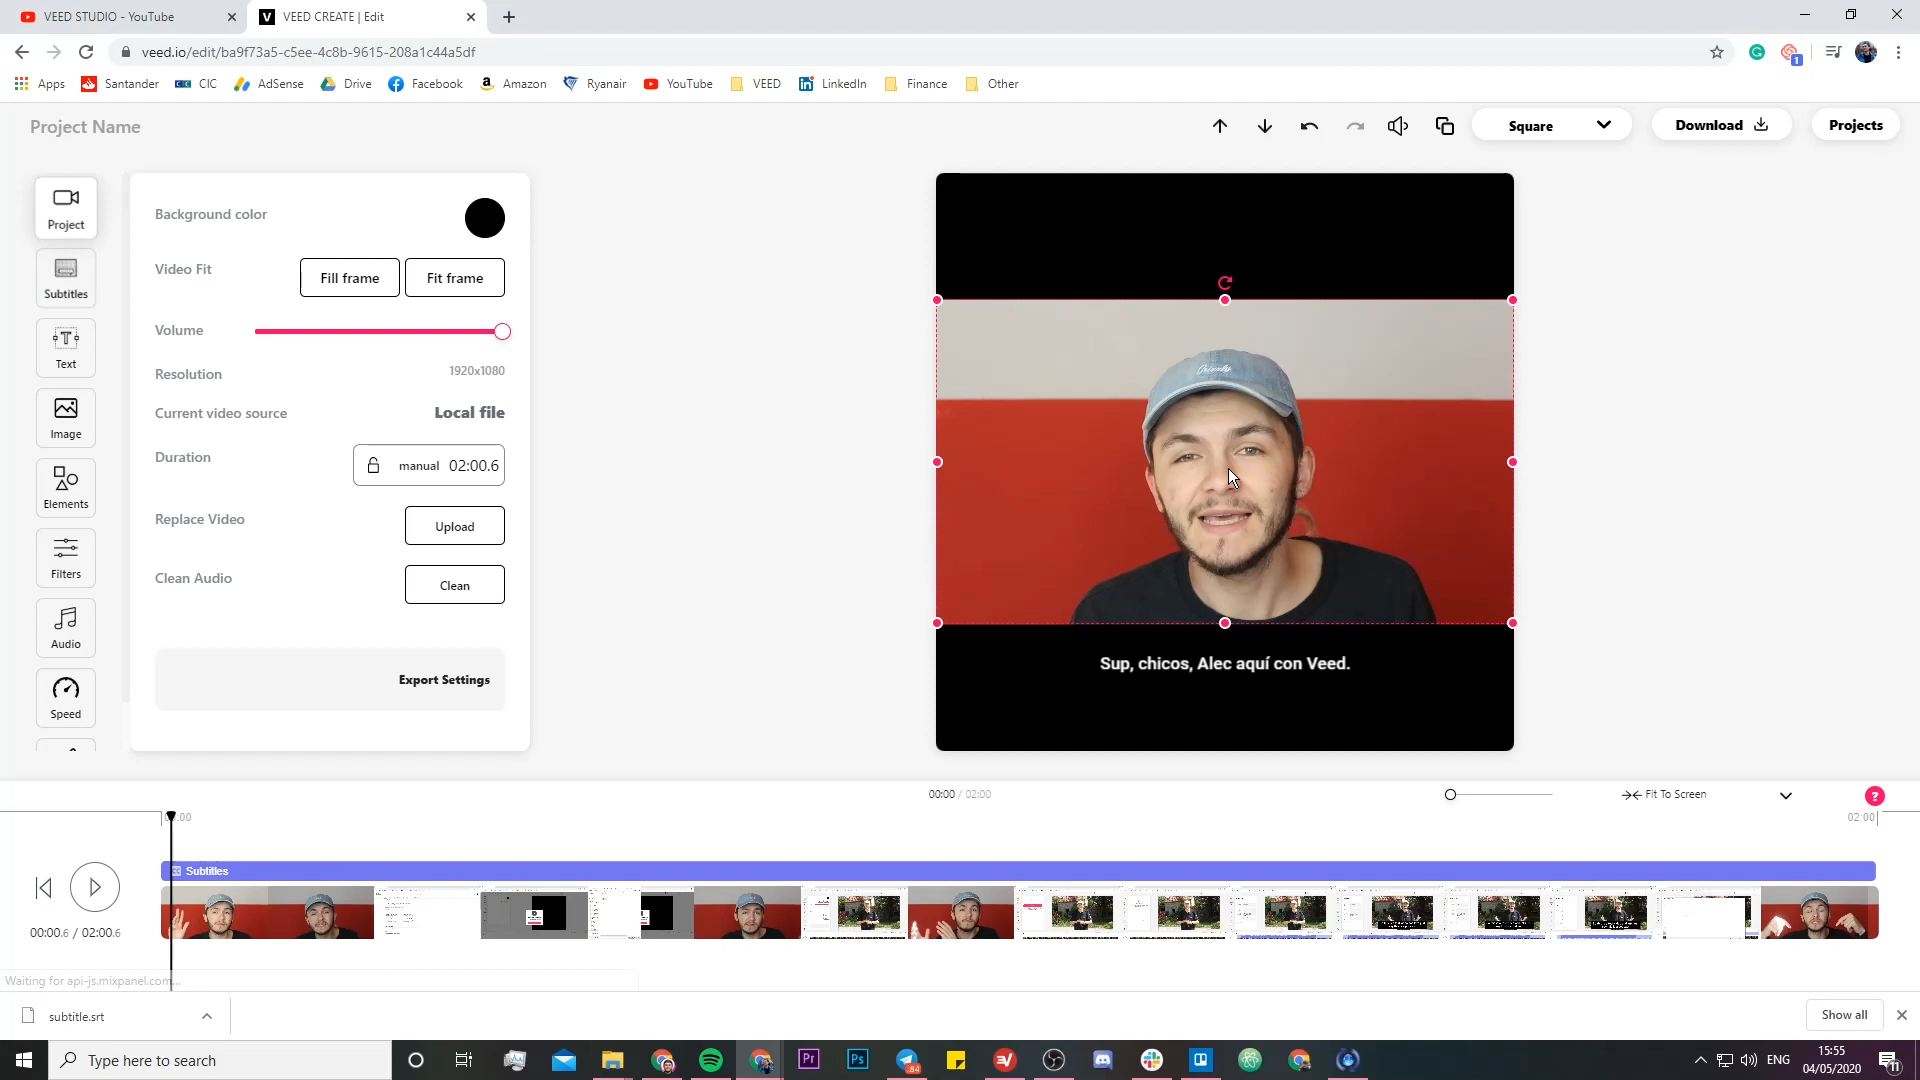 VEED STUDIO - YouTube
VEED CREATE | Edit
veed.io/edit/ba9f73a5-c5ee-4c8b-9615-208a1c44a5df
1
Apps Santander CIC AdSense Drive Facebook Amazon Ryanair YouTube VEED LinkedIn Finance Other
Project Name
Square
Download
Projects
Project
Subtitles
Text
Image
Elements
Filters
Audio
Speed
Background color
Video Fit
Fill frame
Fit frame
Volume
Resolution
1920x1080
Current video source
Local file
Duration
manual 02:00.6
Replace Video
Upload
Clean Audio
Clean
Export Settings
Sup, chicos, Alec aquí con Veed.
00:00 / 02:00
Fit To Screen
?
02:00
Subtitles
00:00.6 / 02:00.6
Waiting for api-js.mixpanel.com...
subtitle.srt
Show all
Type here to search
Pr
Ps
84
ENG
15:55
04/05/2020
11